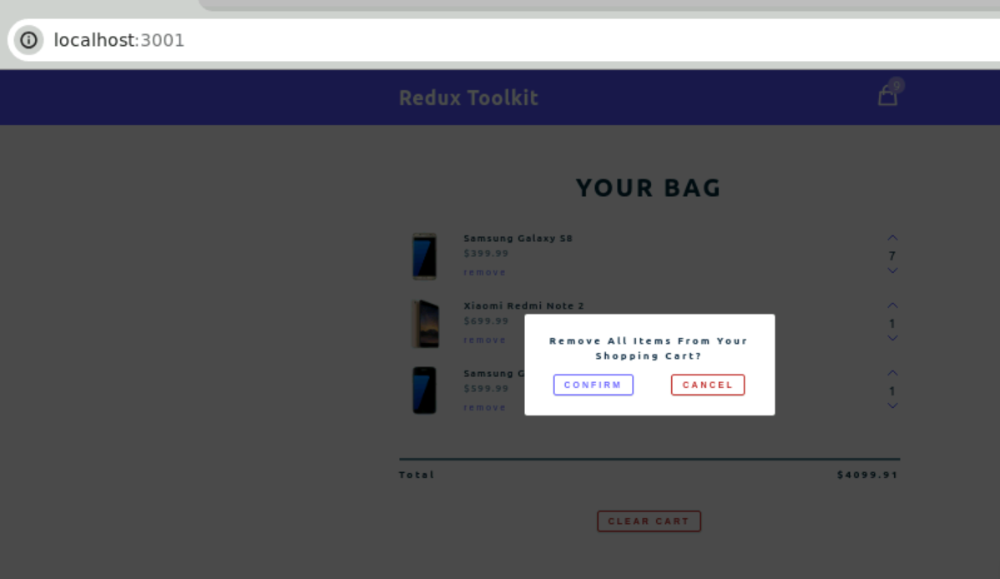 localhost:3001
Redux Toolkit
9
YOUR BAG
Samsung Galaxy S8
$399.99
remove
7
Xiaomi Redmi Note 2
$699.99
remove
1
Samsung G
$599.99
remove
1
Remove All Items From Your
Shopping Cart?
CONFIRM
CANCEL
Total
$4099.91
CLEAR CART